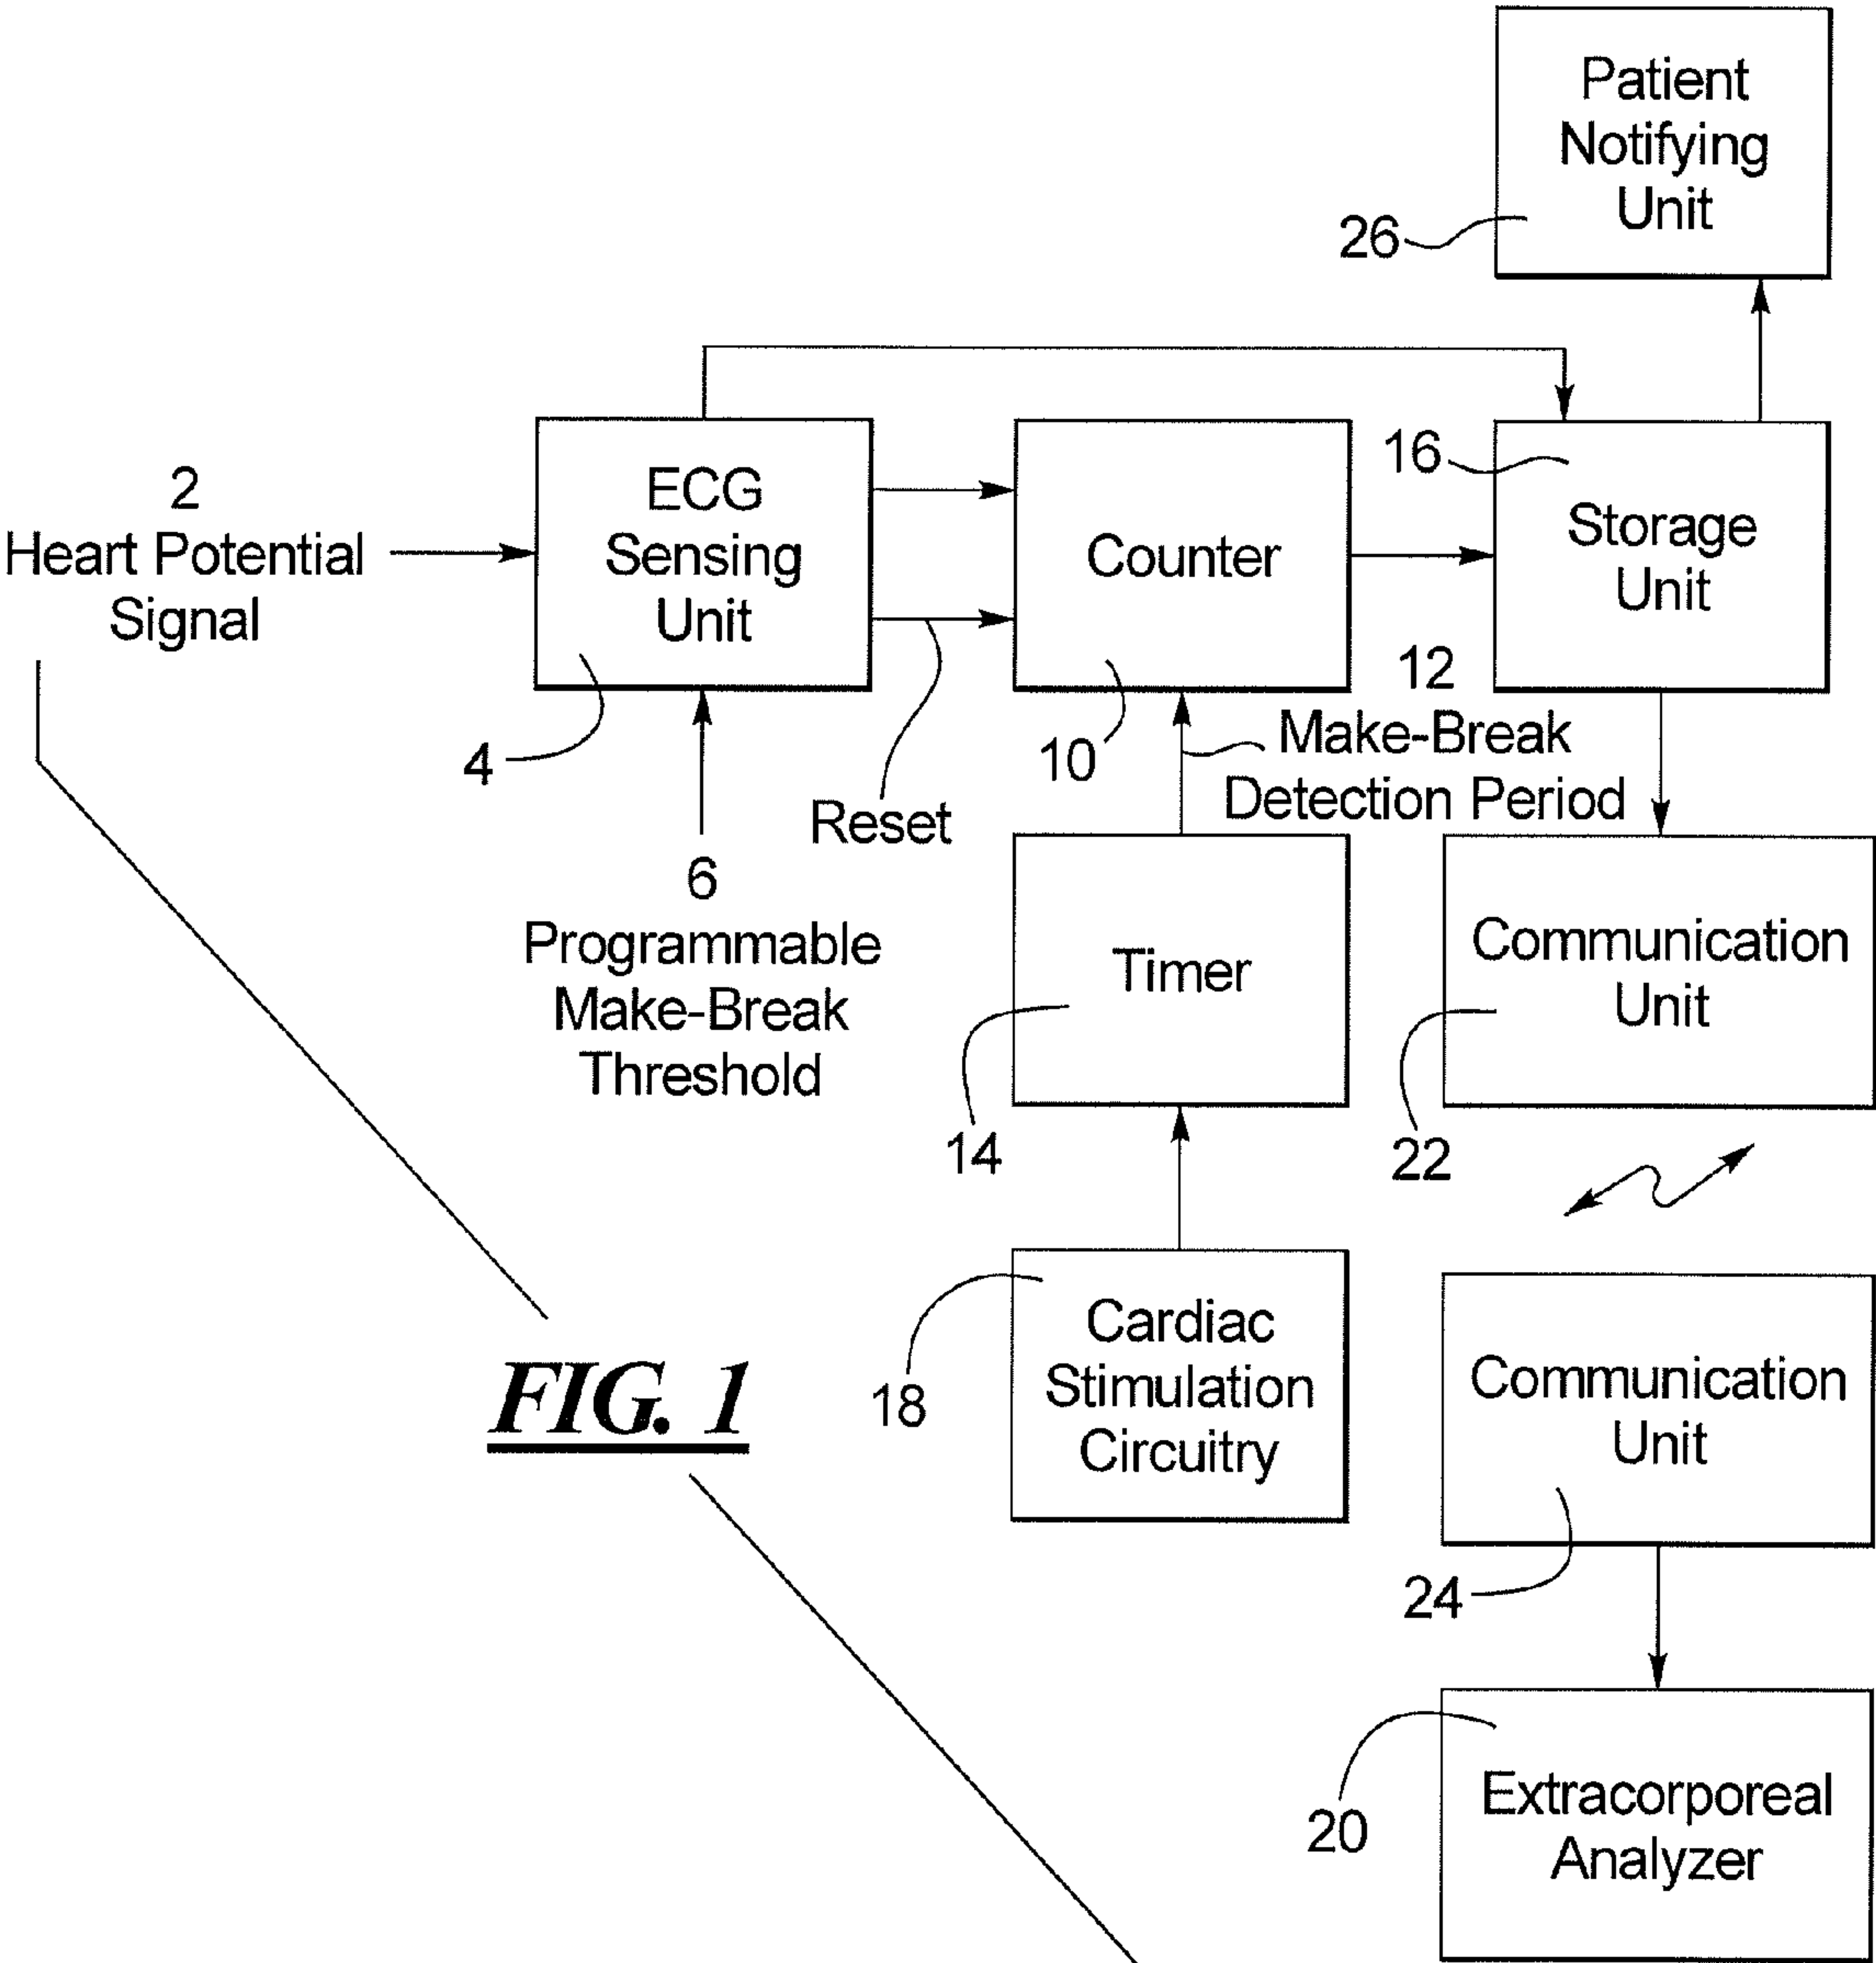 Patient
Notifying
Unit
26
2
Heart Potential
Signal
ECG
Sensing
Unit
4
Counter
10
16
Storage
Unit
Reset
12
Make-Break
Detection Period
6
Programmable
Make-Break
Threshold
Timer
14
Communication
Unit
22
Cardiac
Stimulation
Circuitry
18
Communication
Unit
24
FIG. 1
Extracorporeal
Analyzer
20